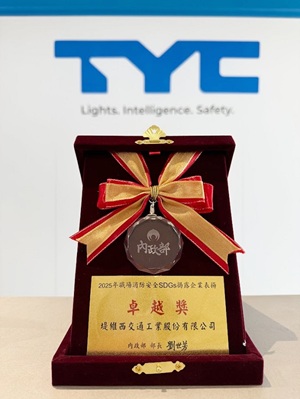 TYC
Lights. Intelligence. Safety.
內政部
2025年職場消防安全SDGs揭露企業表揚
卓越獎
堤維西交通工業股份有限公司
內政部 部長 劉世芳